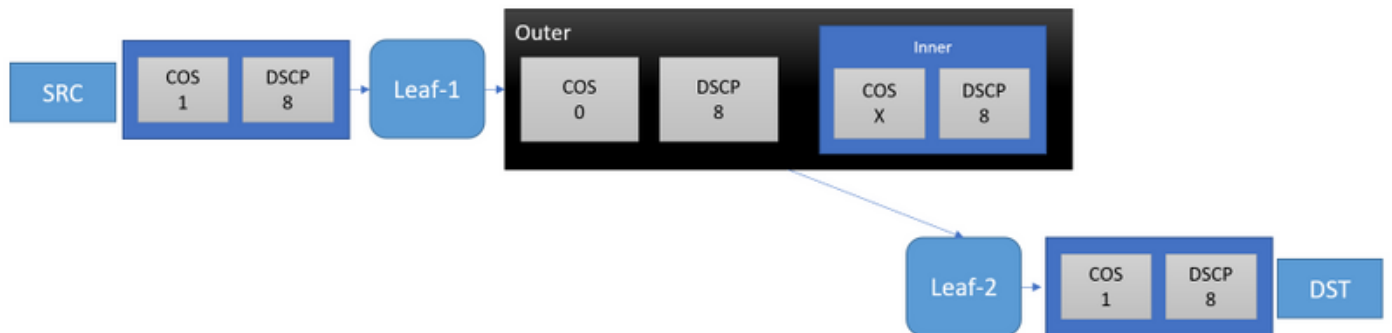 SRC
COS
1
DSCP
8
Leaf-1
Outer
COS
0
DSCP
8
Inner
COS
X
DSCP
8
Leaf-2
COS
1
DSCP
8
DST